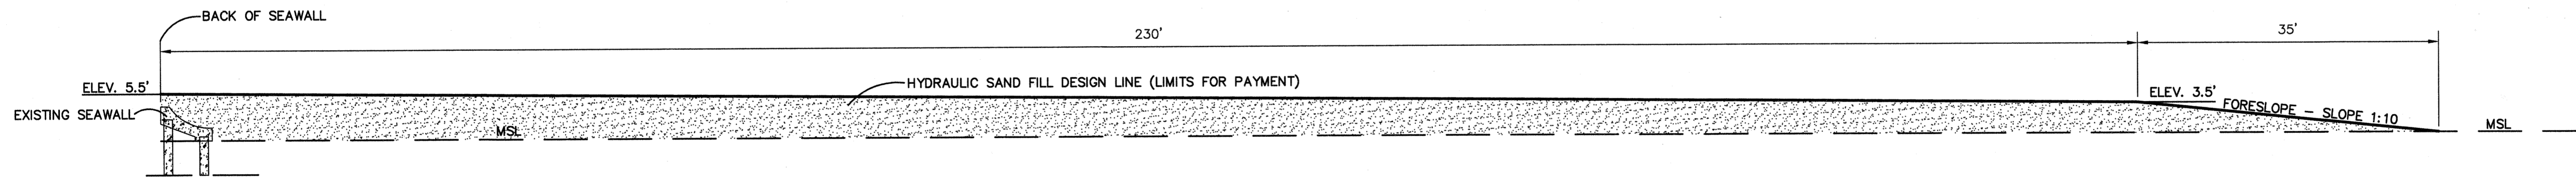 BACK OF SEAWALL
230'
35'
ELEV. 5.5'
HYDRAULIC SAND FILL DESIGN LINE (LIMITS FOR PAYMENT)
ELEV. 3.5'
FORESLOPE - SLOPE 1:10
EXISTING SEAWALL
MSL
MSL